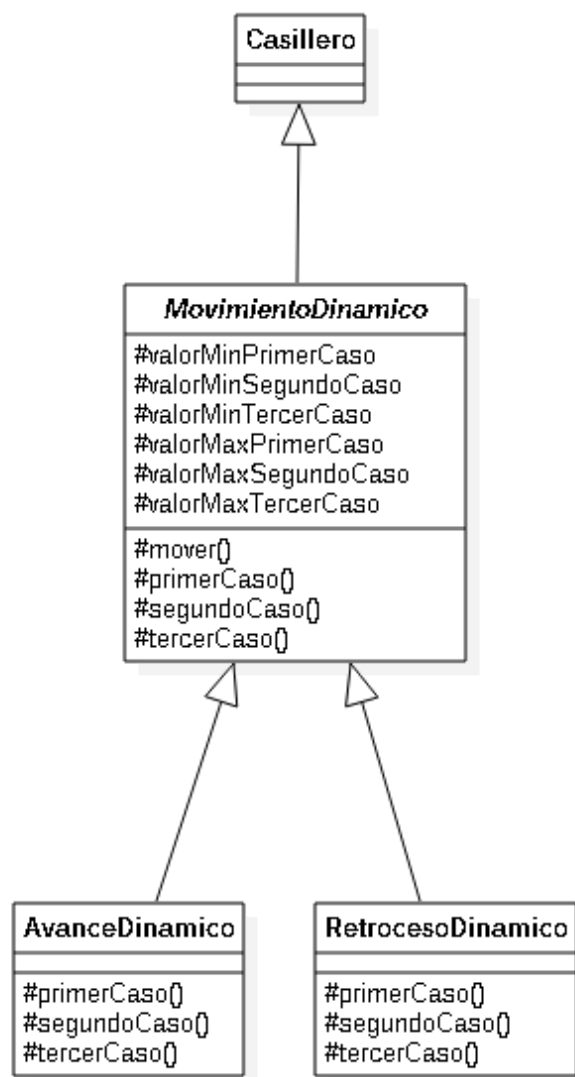 Casillero
MovimientoDinamico
#valorMinPrimerCaso
#valorMinSegundoCaso
#valorMinTercerCaso
#valorMaxPrimerCaso
#valorMaxSegundoCaso
#valorMaxTercerCaso
#mover()
#primerCaso()
#segundoCaso()
#tercerCaso()
AvanceDinamico
#primerCaso()
#segundoCaso()
#tercerCaso()
RetrocesoDinamico
#primerCaso()
#segundoCaso()
#tercerCaso()